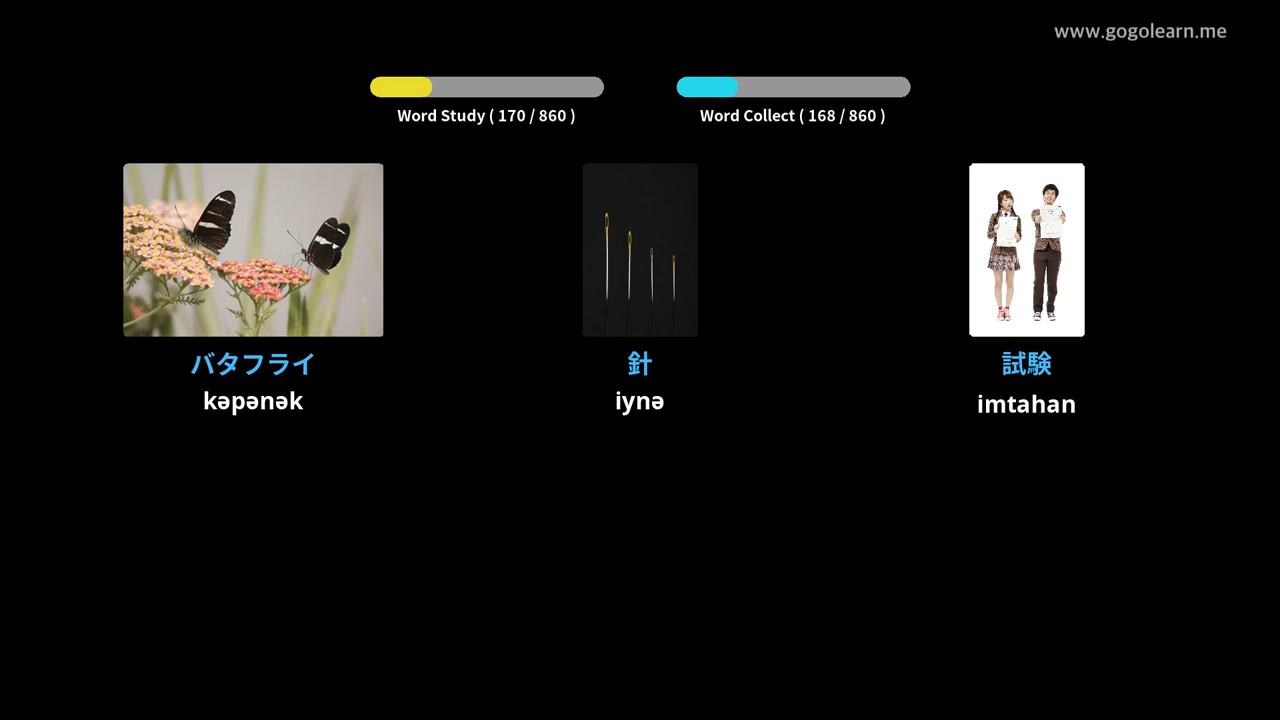 www.gogolearn.me
Word Study ( 170 / 860 )
Word Collect ( 168 / 860 )
バタフライ
kəpənək
針
iynə
試験
imtahan